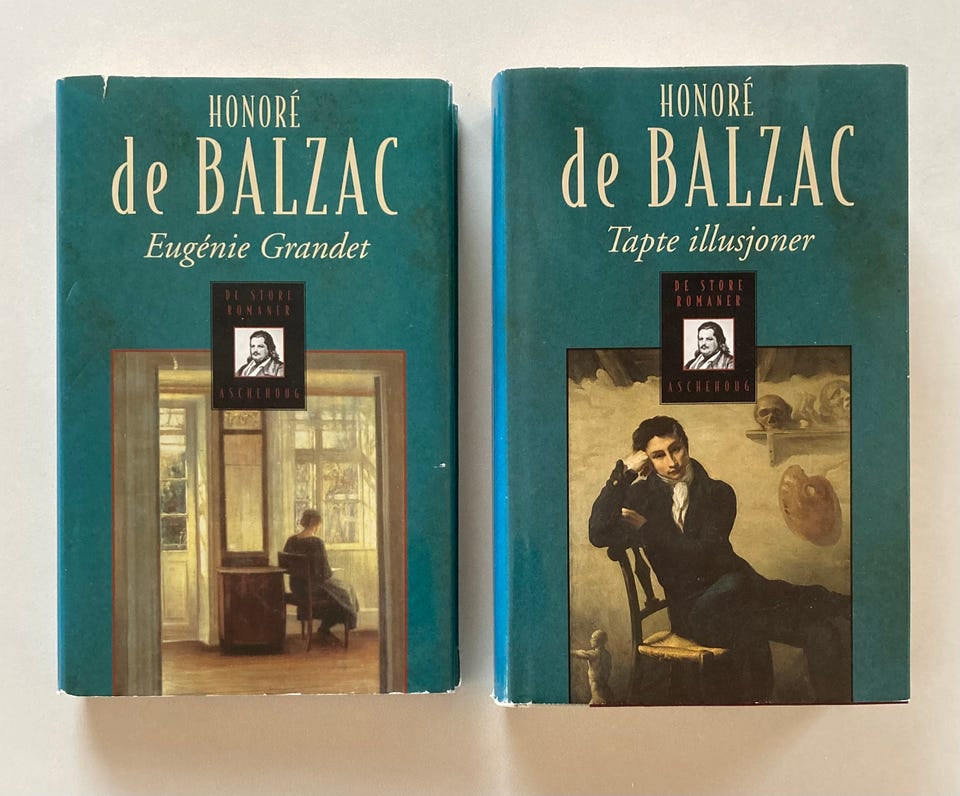 HONORÉ
de BALZAC
Eugénie Grandet
DE STORE
ROMANER
ASCHEHOUG
HONORÉ
de BALZAC
Tapte illusjoner
DE STORE
ROMANER
ASCHEHOUG